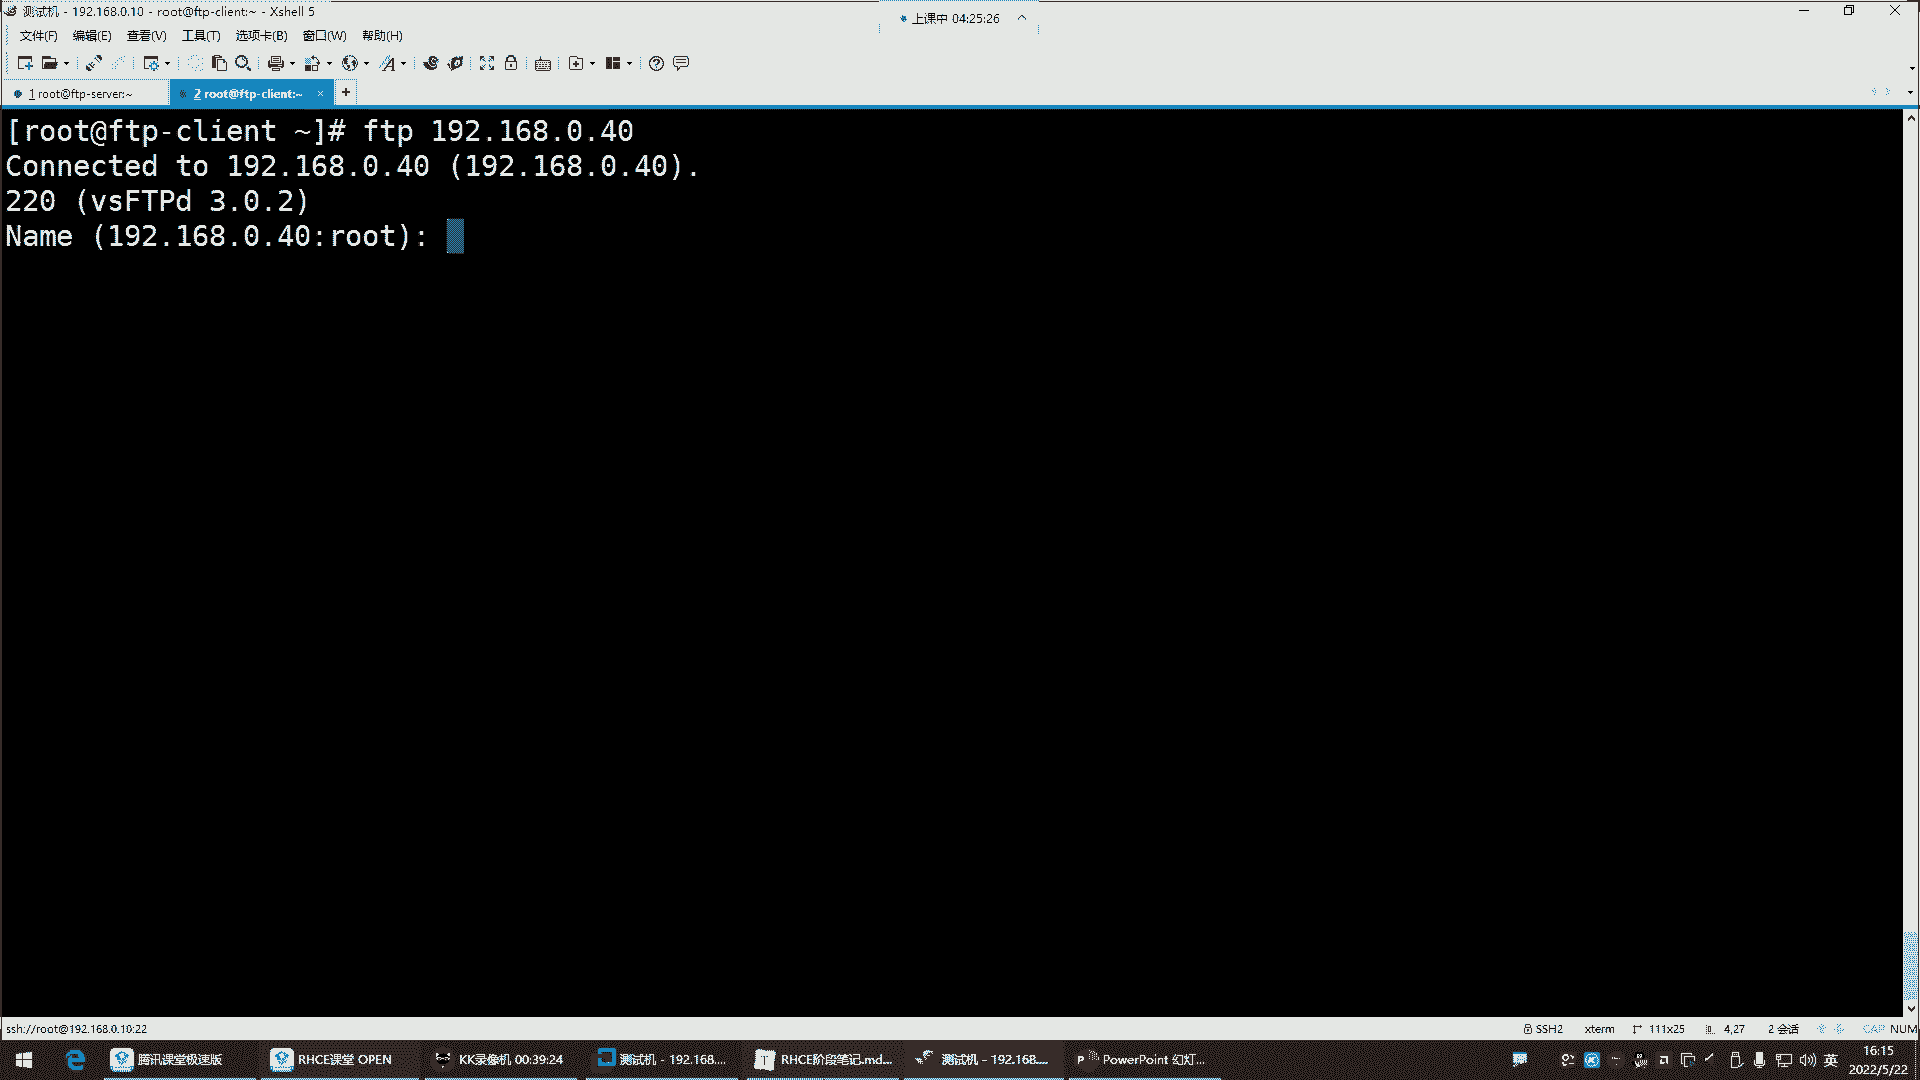 测试机 - 192.168.0.10 - root@ftp-client:~ - Xshell 5
上课中 04:25:26
文件(F) 编辑(E) 查看(V) 工具(T) 选项卡(B) 窗口(W) 帮助(H)
1 root@ftp-server:~
2 root@ftp-client:~
[root@ftp-client ~]# ftp 192.168.0.40
Connected to 192.168.0.40 (192.168.0.40).
220 (vsFTPd 3.0.2)
Name (192.168.0.40:root):
ssh://root@192.168.0.10:22
SSH2 xterm 111x25 4,27 2 会话 CAP NUM
腾讯课堂极速版 RHCE课堂 OPEN KK录像机 00:39:24 测试机 - 192.168.... RHCE阶段笔记.md... 测试机 - 192.168.... PowerPoint 幻灯... 英
16:15
2022/5/22